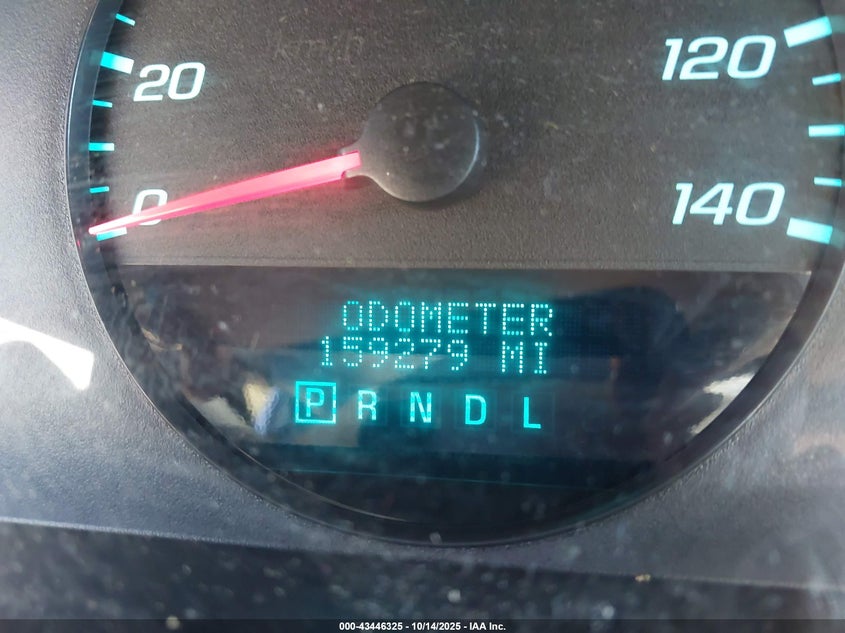 120
20
0
140
ODOMETER
159279 MI
P R N D L
000-43446325 - 10/14/2025 - IAA Inc.